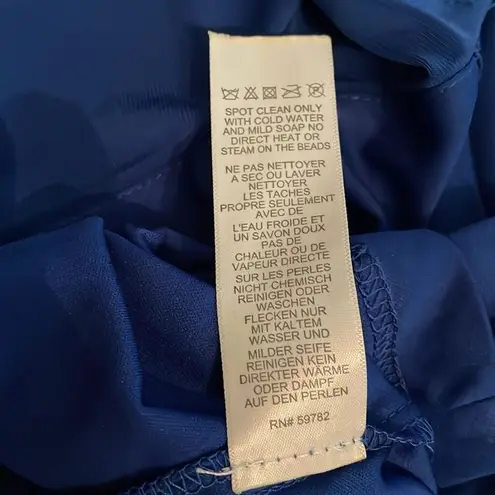 SPOT CLEAN ONLY
WITH COLD WATER
AND MILD SOAP NO
DIRECT HEAT OR
STEAM ON THE BEADS
NE PAS NETTOYER
A SEC OU LAVER
NETTOYER
LES TACHES
PROPRE SEULEMENT
AVEC DE
L'EAU FROIDE ET
UN SAVON DOUX
PAS DE
CHALEUR OU DE
VAPEUR DIRECTE
SUR LES PERLES
NICHT CHEMISCH
REINIGEN ODER
WASCHEN
FLECKEN NUR
MIT KALTEM
WASSER UND
MILDER SEIFE
REINIGEN KEIN
DIREKTER WÄRME
ODER DAMPF
AUF DEN PERLEN
RN# 59782